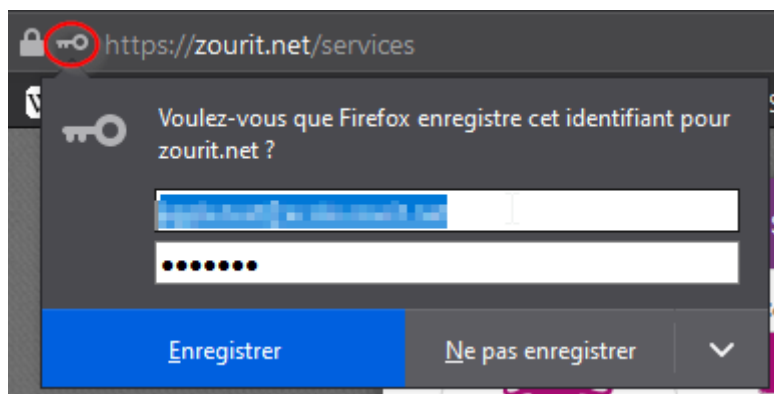 https://zourit.net/services
Voulez-vous que Firefox enregistre cet identifiant pour
zourit.net ?
•••••••
Enregistrer
Ne pas enregistrer